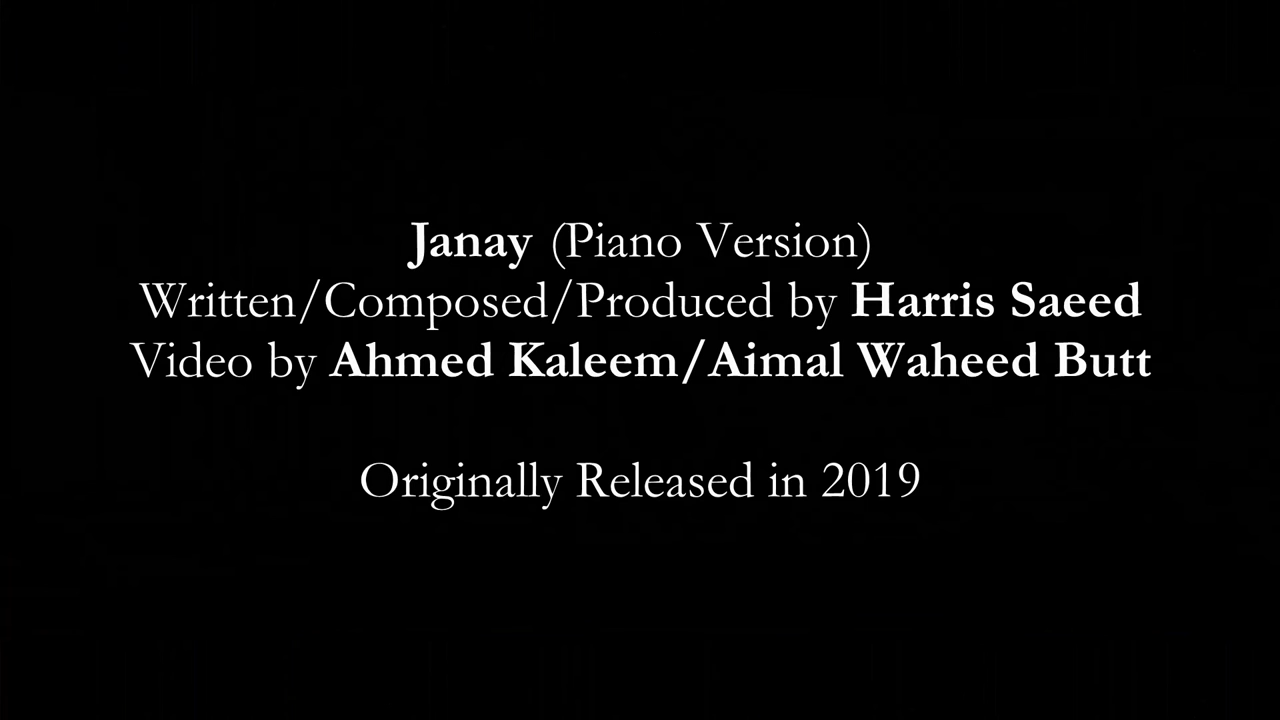 Janay (Piano Version)
Written/Composed/Produced by Harris Saeed
Video by Ahmed Kaleem/Aimal Waheed Butt
Originally Released in 2019